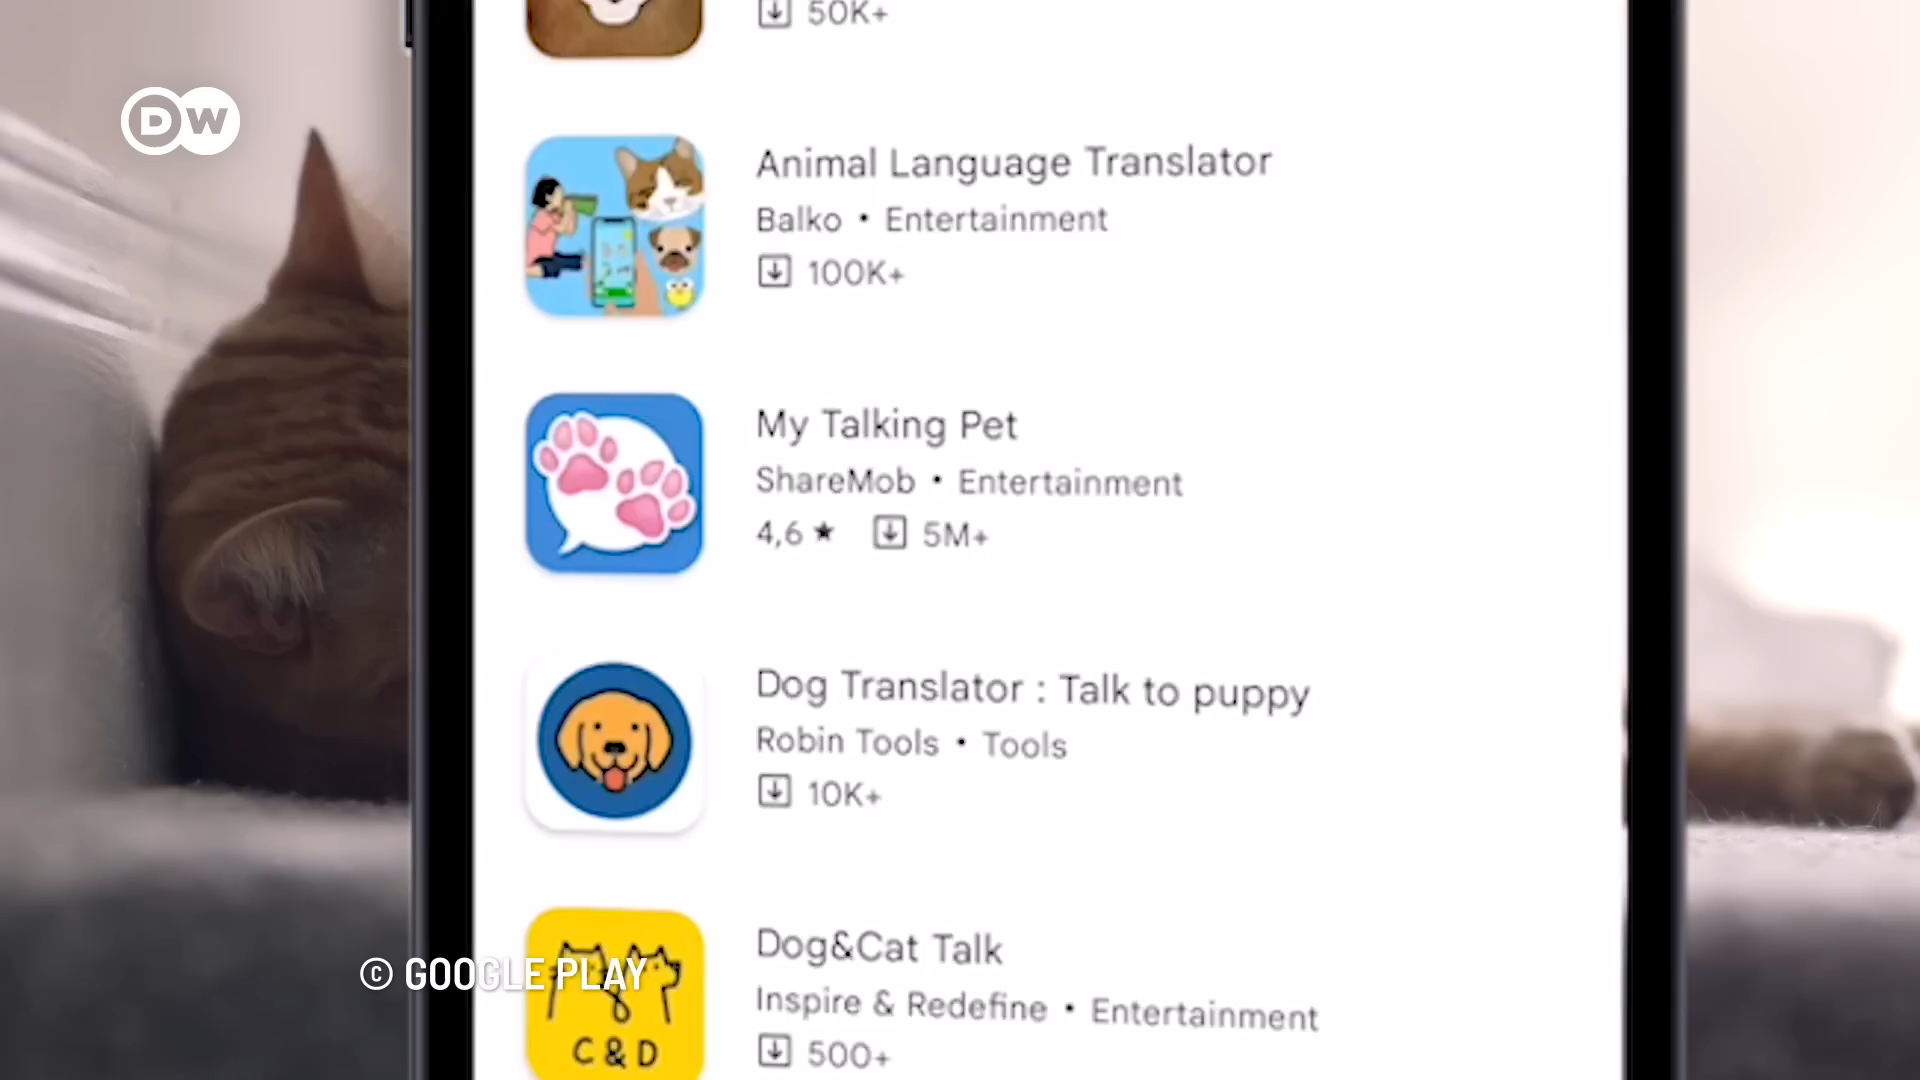 50K+
DW
Animal Language Translator
Balko • Entertainment
100K+
My Talking Pet
ShareMob • Entertainment
4,6 ★ 5M+
Dog Translator : Talk to puppy
Robin Tools • Tools
10K+
Dog&Cat Talk
© GOOGLE PLAY
Inspire & Redefine • Entertainment
C & D
500+